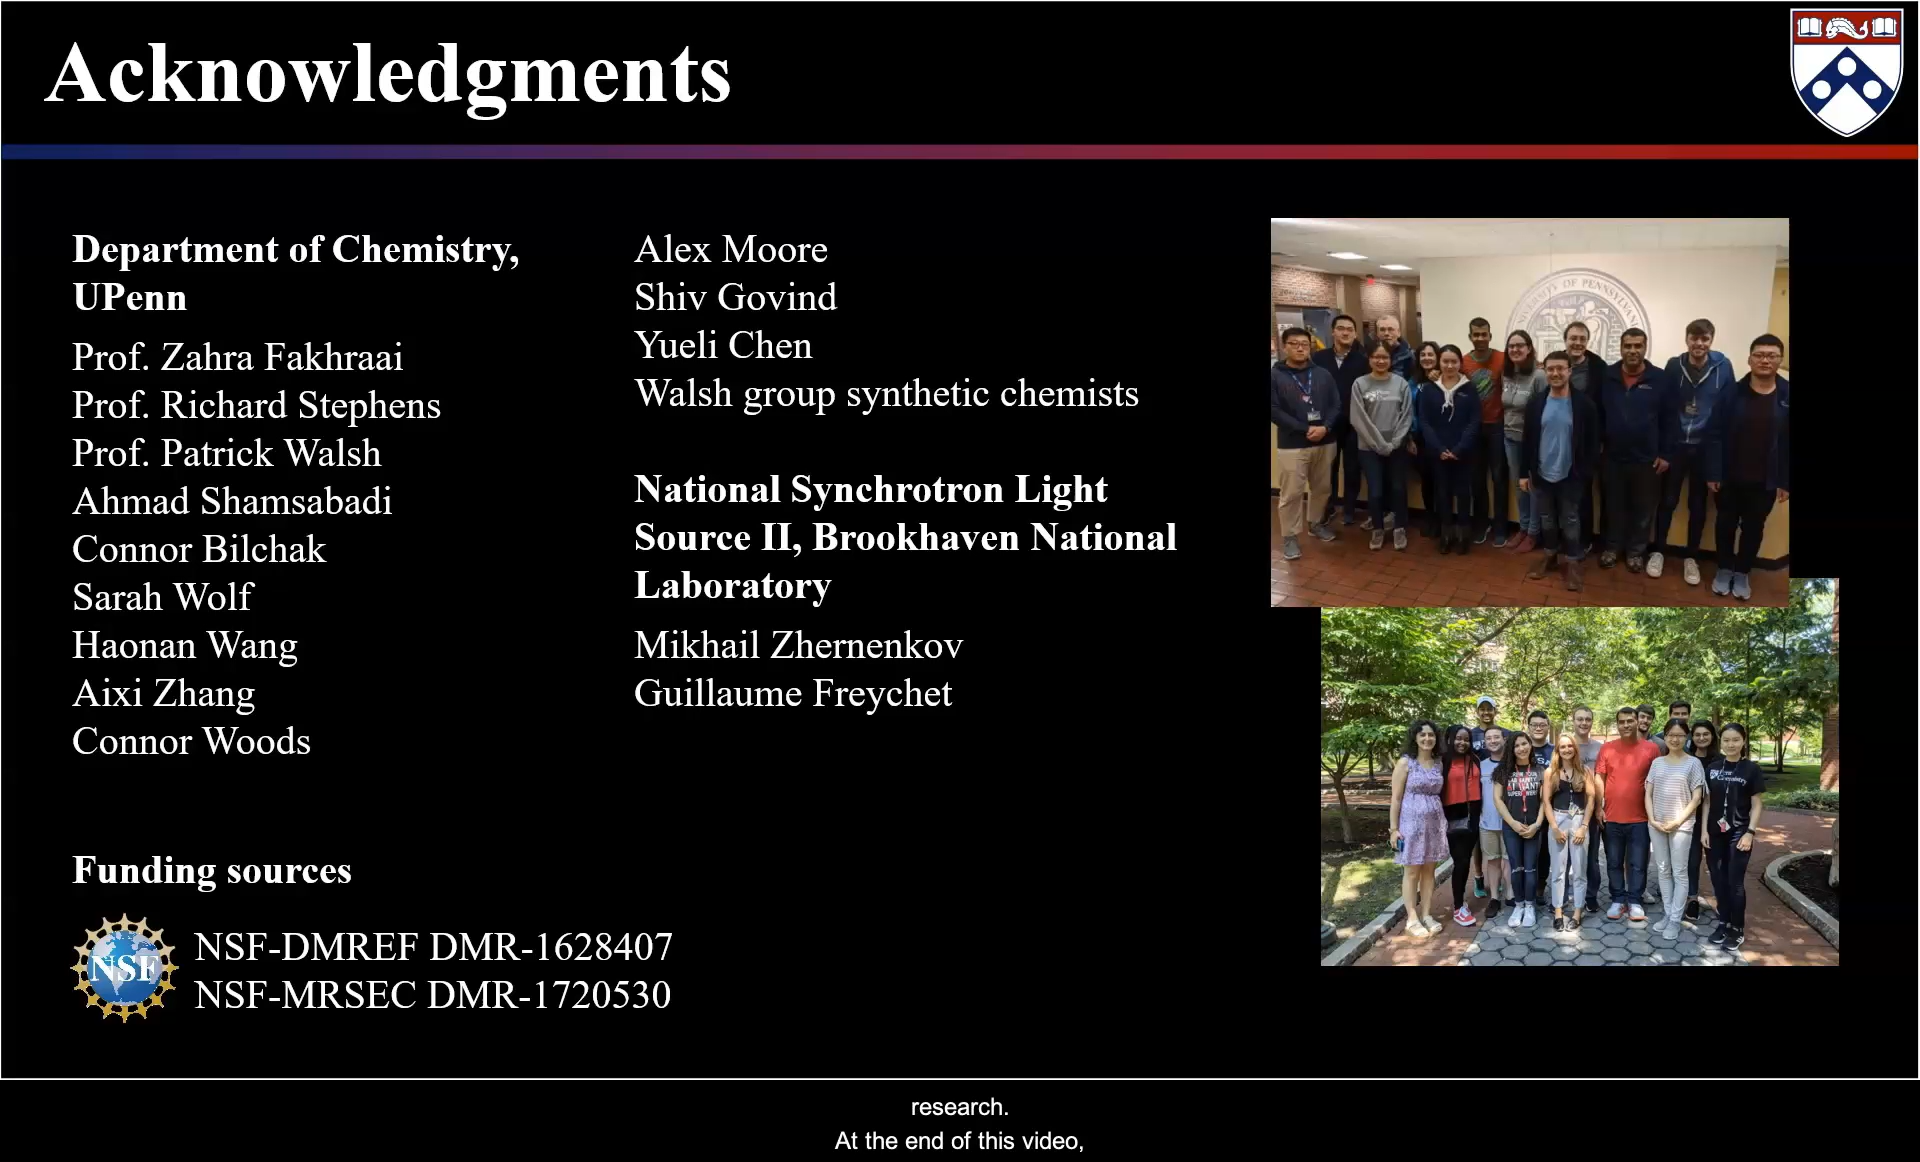 Acknowledgments
Department of Chemistry,
UPenn
Prof. Zahra Fakhraai
Prof. Richard Stephens
Prof. Patrick Walsh
Ahmad Shamsabadi
Connor Bilchak
Sarah Wolf
Haonan Wang
Aixi Zhang
Connor Woods
Alex Moore
Shiv Govind
Yueli Chen
Walsh group synthetic chemists
National Synchrotron Light
Source II, Brookhaven National
Laboratory
Mikhail Zhernenkov
Guillaume Freychet
UNIVERSITY OF PENNSYLVANIA
Funding sources
NSF
NSF-DMREF DMR-1628407
NSF-MRSEC DMR-1720530
research.
At the end of this video,